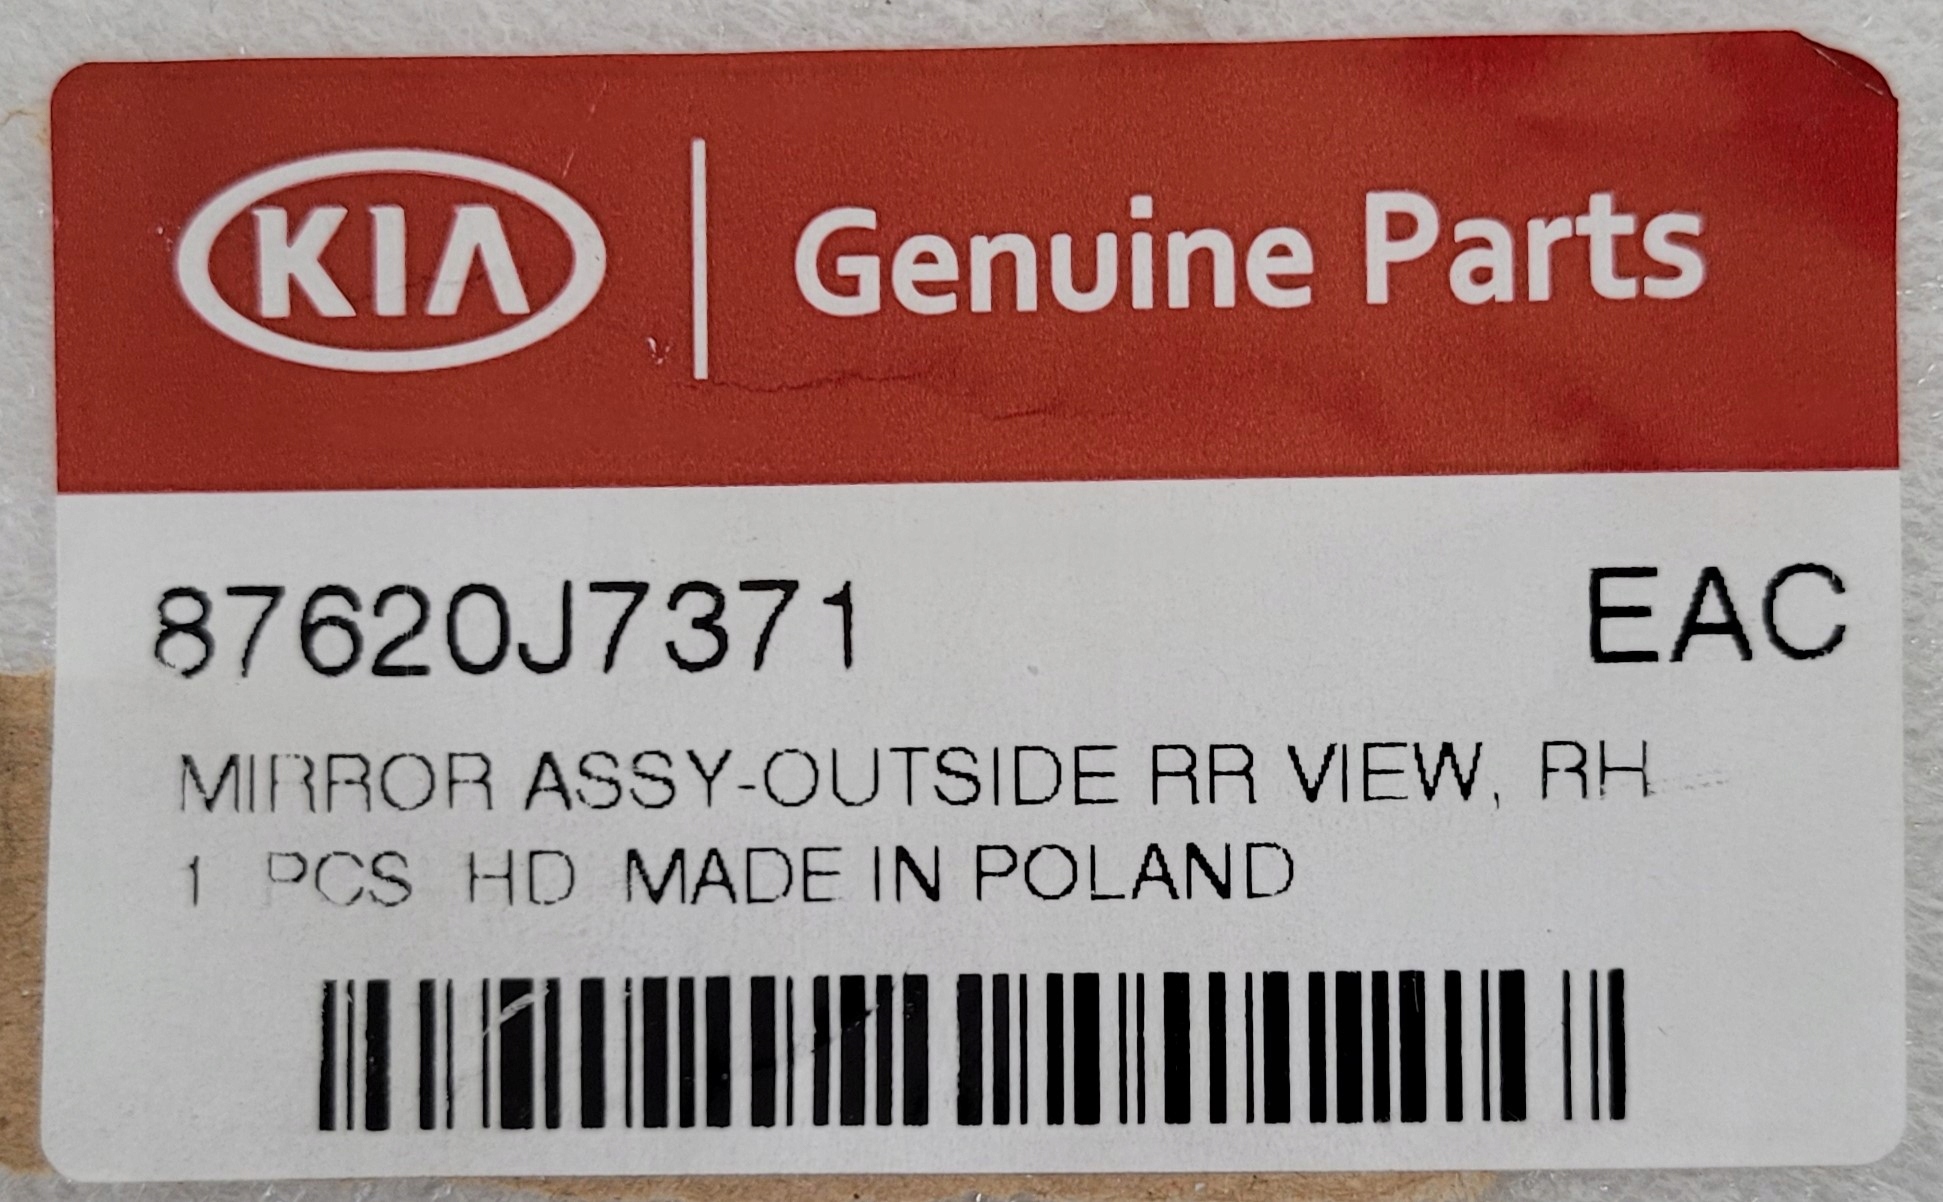 KIA Genuine Parts
87620J7371 EAC
MIRROR ASSY-OUTSIDE RR VIEW, RH
1 PCS HD MADE IN POLAND